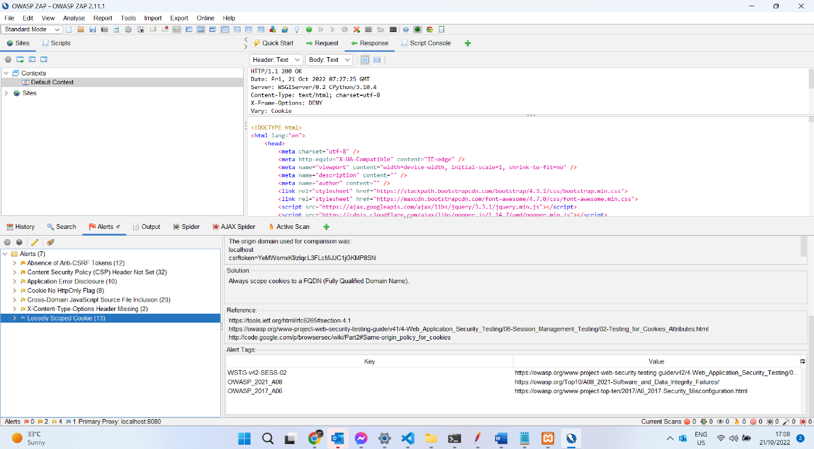 OWASP ZAP - OWASP ZAP 2.11.1
File Edit View Analyse Report Tools Import Export Online Help
Standard Mode
Sites Scripts
Quick Start Request Response Script Console
Header: Text Body: Text
Contexts
Default Context
Sites
HTTP/1.1 200 OK
Date: Fri, 21 Oct 2022 07:27:25 GMT
Server: WSGIServer/0.2 CPython/3.10.4
Content-Type: text/html; charset=utf-8
X-Frame-Options: DENY
Vary: Cookie
<!DOCTYPE html>
<html lang="en">
<head>
<meta charset="utf-8" />
<meta http-equiv="X-UA-Compatible" content="IE=edge" />
<meta name="viewport" content="width=device-width, initial-scale=1, shrink-to-fit=no" />
<meta name="description" content="" />
<meta name="author" content="" />
<link rel="stylesheet" href="https://stackpath.bootstrapcdn.com/bootstrap/4.3.1/css/bootstrap.min.css">
<link rel="stylesheet" href="https://maxcdn.bootstrapcdn.com/font-awesome/4.7.0/css/font-awesome.min.css">
<script src="https://ajax.googleapis.com/ajax/libs/jquery/3.3.1/jquery.min.js"></script>
<script src="https://cdnjs.cloudflare.com/ajax/libs/popper.js/1.14.7/umd/popper.min.js"></script>
History Search Alerts Output Spider AJAX Spider Active Scan
Alerts (7)
Absence of Anti-CSRF Tokens (12)
Content Security Policy (CSP) Header Not Set (32)
Application Error Disclosure (10)
Cookie No HttpOnly Flag (8)
Cross-Domain JavaScript Source File Inclusion (23)
X-Content-Type-Options Header Missing (2)
Loosely Scoped Cookie (13)
The origin domain used for comparison was:
localhost
Solution:
Always scope cookies to a FQDN (Fully Qualified Domain Name).
Reference:
https://tools.ietf.org/html/rfc6265#section-4.1
https://owasp.org/www-project-web-security-testing-guide/v41/4-Web_Application_Security_Testing/06-Session_Management_Testing/02-Testing_for_Cookies_Attributes.html
http://code.google.com/p/browsersec/wiki/Part2#Same-origin_policy_for_cookies
Alert Tags:
Key Value
WSTG-v42-SESS-02 https://owasp.org/www-project-web-security-testing-guide/v42/4-Web_Application_Security_Testing/0...
OWASP_2021_A08 https://owasp.org/Top10/A08_2021-Software_and_Data_Integrity_Failures/
OWASP_2017_A06 https://owasp.org/www-project-top-ten/2017/A6_2017-Security_Misconfiguration.html
Alerts 0 2 4 1 Primary Proxy: localhost:8080
Current Scans 0 0 0 0 0 0 0 0
33°C
Sunny
ENG
US
17:08
21/10/2022
2